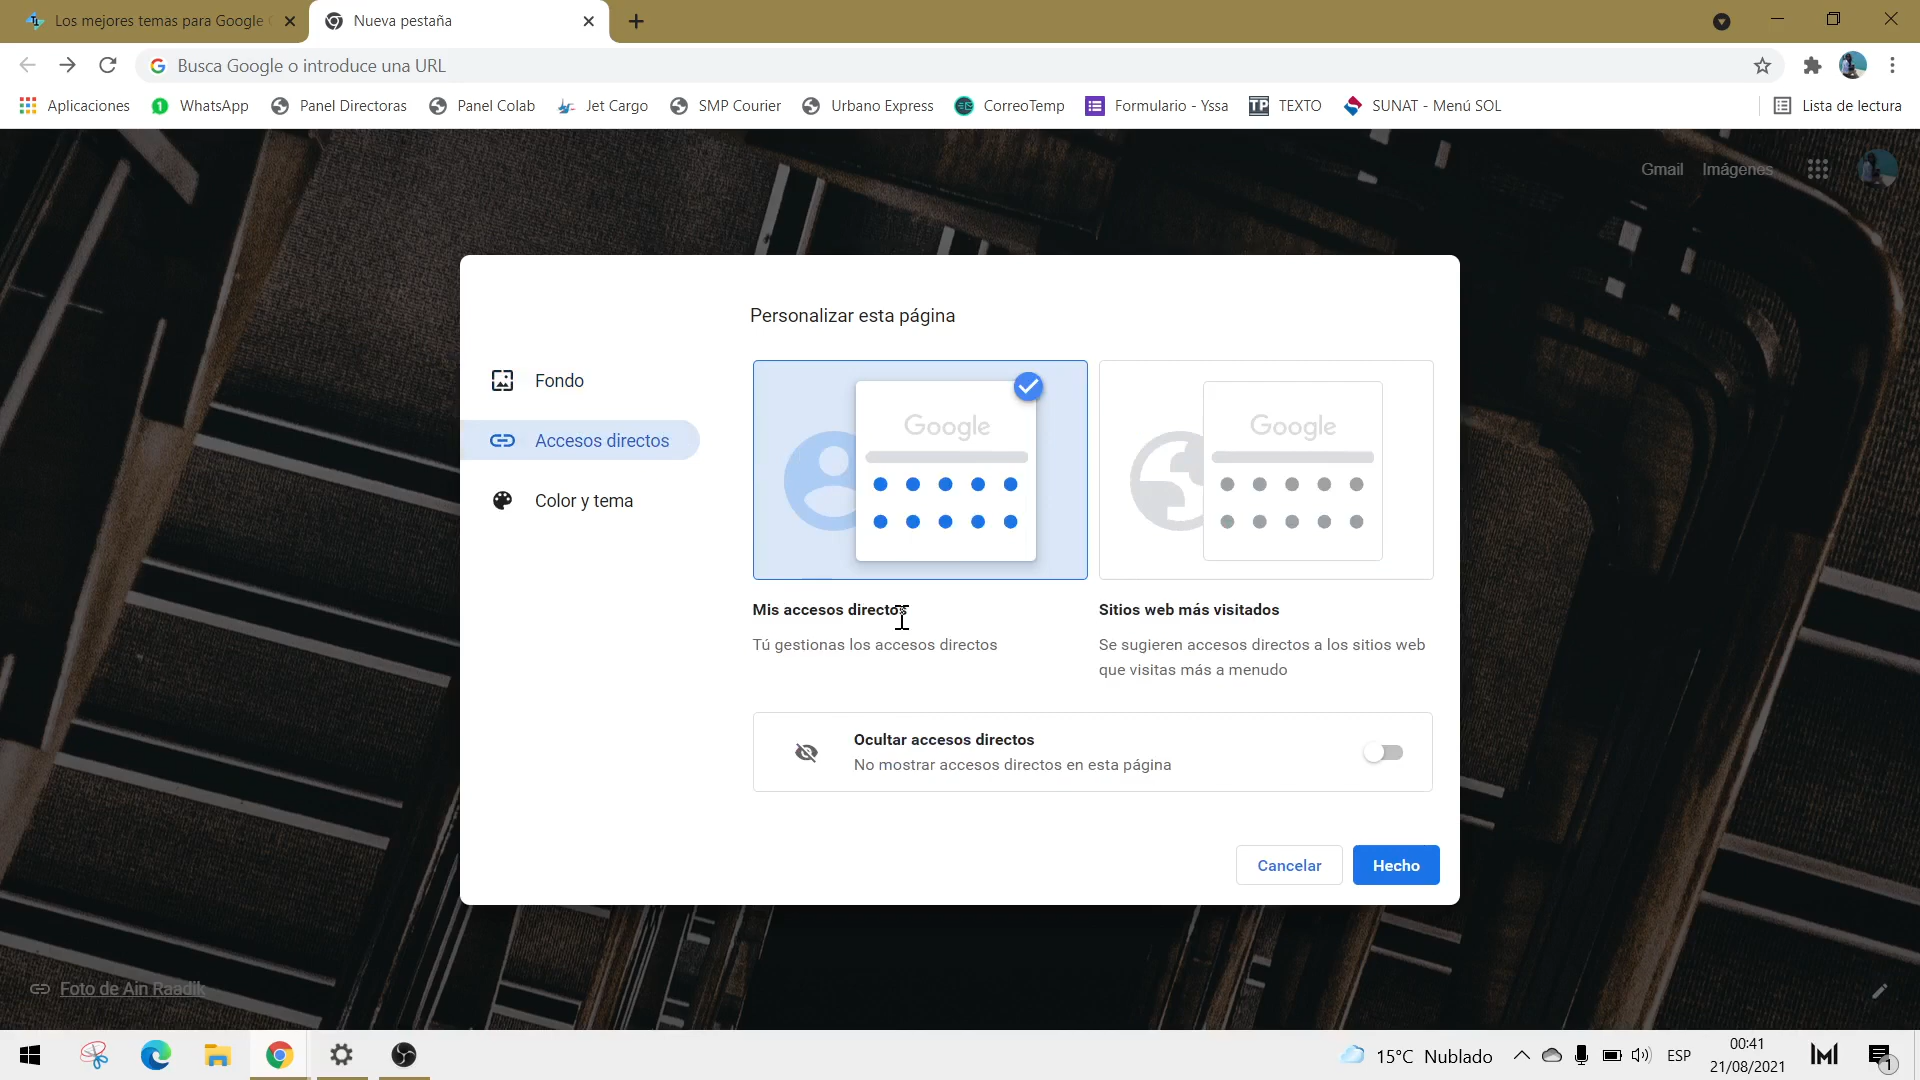 Los mejores temas para Google
Nueva pestaña
Busca Google o introduce una URL
Aplicaciones
WhatsApp
Panel Directoras
Panel Colab
Jet Cargo
SMP Courier
Urbano Express
CorreoTemp
Formulario - Yssa
TP TEXTO
SUNAT - Menú SOL
Lista de lectura
Gmail Imágenes
Personalizar esta página
Fondo
Accesos directos
Color y tema
Google
Google
Mis accesos directos
Tú gestionas los accesos directos
Sitios web más visitados
Se sugieren accesos directos a los sitios web
que visitas más a menudo
Ocultar accesos directos
No mostrar accesos directos en esta página
Cancelar
Hecho
Foto de Ain Raadik
15°C Nublado
ESP
00:41
21/08/2021
1